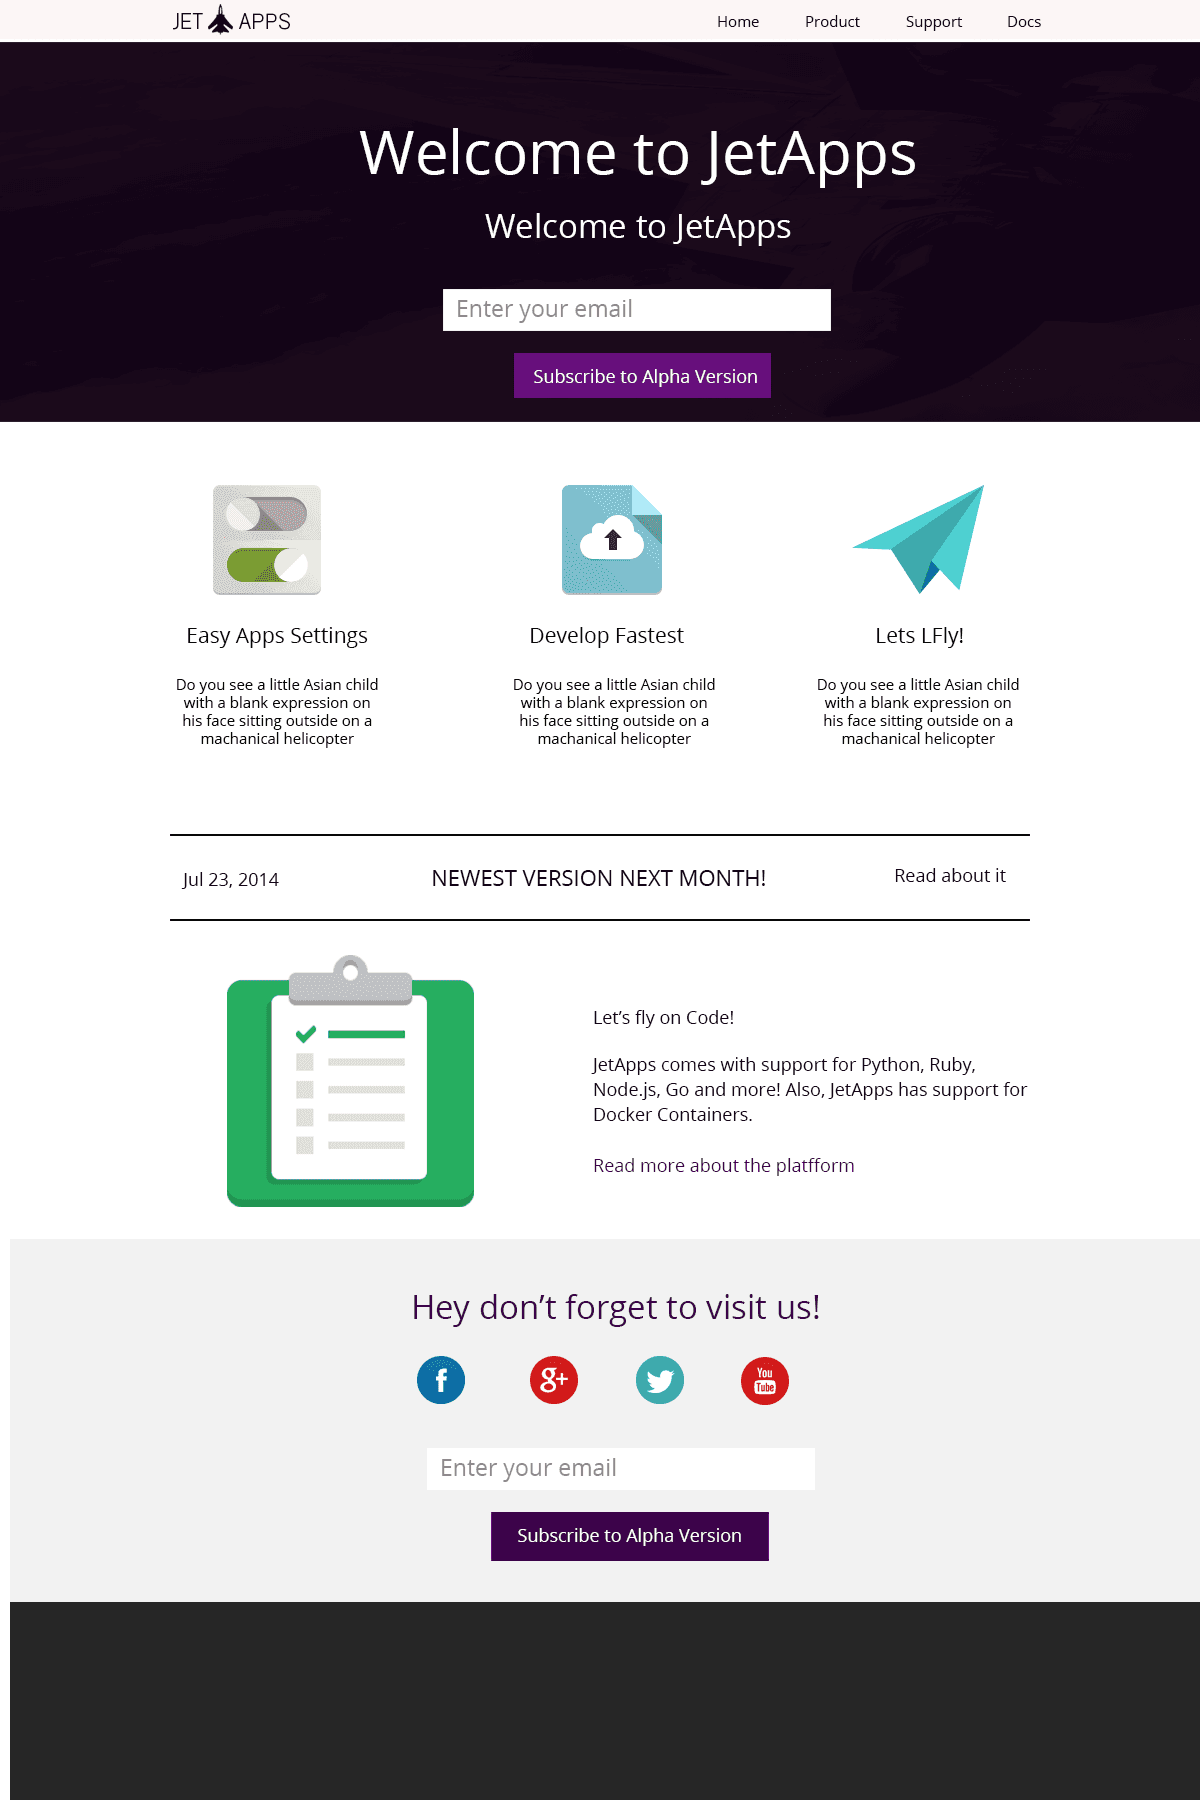 JET APPS
Home Product Support Docs
Welcome to JetApps
Welcome to JetApps
Enter your email
Subscribe to Alpha Version
Easy Apps Settings
Do you see a little Asian child
with a blank expression on
his face sitting outside on a
machanical helicopter
Develop Fastest
Do you see a little Asian child
with a blank expression on
his face sitting outside on a
machanical helicopter
Lets LFly!
Do you see a little Asian child
with a blank expression on
his face sitting outside on a
machanical helicopter
Jul 23, 2014
NEWEST VERSION NEXT MONTH!
Read about it
Let’s fly on Code!
JetApps comes with support for Python, Ruby,
Node.js, Go and more! Also, JetApps has support for
Docker Containers.
Read more about the platfform
Hey don’t forget to visit us!
f
g+
You
Tube
Enter your email
Subscribe to Alpha Version